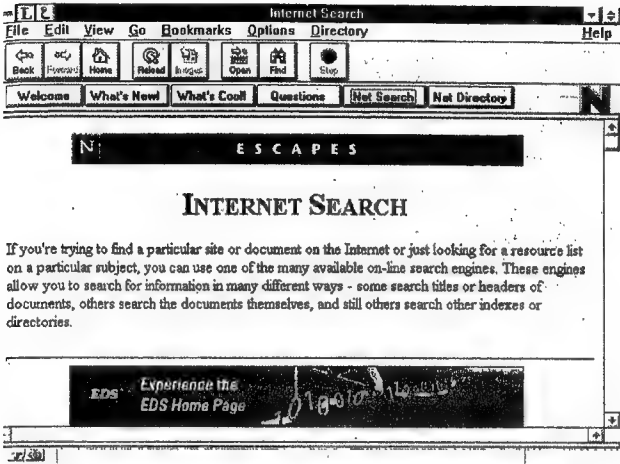 Internet Search
File Edit View Go Bookmarks Options Directory Help
Back Forward Home Reload Images Open Find Stop
Welcome What's New! What's Cool! Questions Net Search Net Directory
N
N ESCAPES
INTERNET SEARCH
If you're trying to find a particular site or document on the Internet or just looking for a resource list
on a particular subject, you can use one of the many available on-line search engines. These engines
allow you to search for information in many different ways - some search titles or headers of
documents, others search the documents themselves, and still others search other indexes or
directories.
EDS Experience the
EDS Home Page